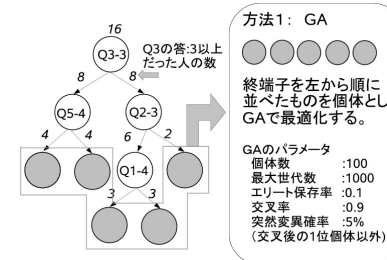 16
Q3-3
Q3の答:3以上
だった人の数
8
8
Q5-4
Q2-3
4
4
6
2
Q1-4
3
3
方法1: GA
終端子を左から順に
並べたものを個体とし
GAで最適化する。
GAのパラメータ
個体数 :100
最大世代数 :1000
エリート保存率 :0.1
交叉率 :0.9
突然変異確率 :5%
(交叉後の1位個体以外)